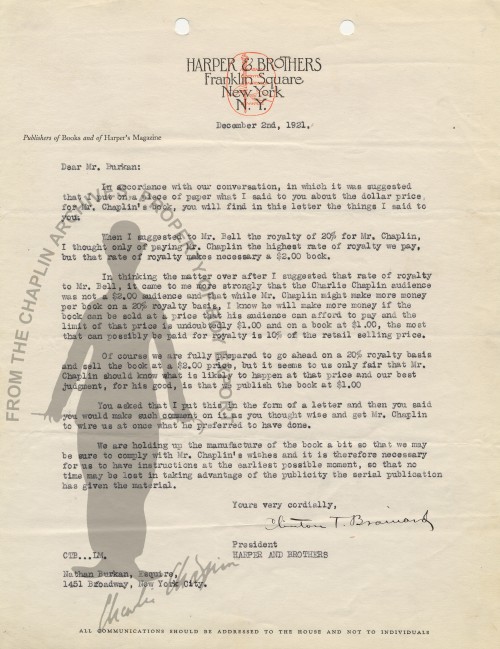 HARPER & BROTHERS
Franklin Square
New York
N.Y.
December 2nd, 1921.
Publishers of Books and of Harper's Magazine
Dear Mr. Burkan:
In accordance with our conversation, in which it was suggested
that I put on a piece of paper what I said to you about the dollar price,
for Mr. Chaplin's book, you will find in this letter the things I said to
you.
When I suggested to Mr. Bell the royalty of 20% for Mr. Chaplin,
I thought only of paying Mr. Chaplin the highest rate of royalty we pay,
but that rate of royalty makes necessary a $2.00 book.
In thinking the matter over after I suggested that rate of royalty
to Mr. Bell, it came to me more strongly that the Charlie Chaplin audience
was not a $2.00 audience and that while Mr. Chaplin might make more money
per book on a 20% royalty basis, I know he will make more money if the
book can be sold at a price that his audience can afford to pay and the
limit of that price is undoubtedly $1.00 and on a book at $1.00, the most
that can possibly be paid for royalty is 10% of the retail selling price.
Of course we are fully prepared to go ahead on a 20% royalty basis
and sell the book at a $2.00 price, but it seems to us only fair that Mr.
Chaplin should know what is likely to happen at that price and our best
judgment, for his good, is that we publish the book at $1.00
You asked that I put this in the form of a letter and then you said
you would make such comment on it as you thought wise and get Mr. Chaplin
to wire us at once what he preferred to have done.
We are holding up the manufacture of the book a bit so that we may
be sure to comply with Mr. Chaplin's wishes and it is therefore necessary
for us to have instructions at the earliest possible moment, so that no
time may be lost in taking advantage of the publicity the serial publication
has given the material.
Yours very cordially,
Clinton T. Brainard
President
HARPER AND BROTHERS
CTB...LM.
Nathan Burkan, Esquire,
1451 Broadway, New York City.
Charlie Chaplin
ALL COMMUNICATIONS SHOULD BE ADDRESSED TO THE HOUSE AND NOT TO INDIVIDUALS
FROM THE CHAPLIN ARCHIVES
PROPERTY OF